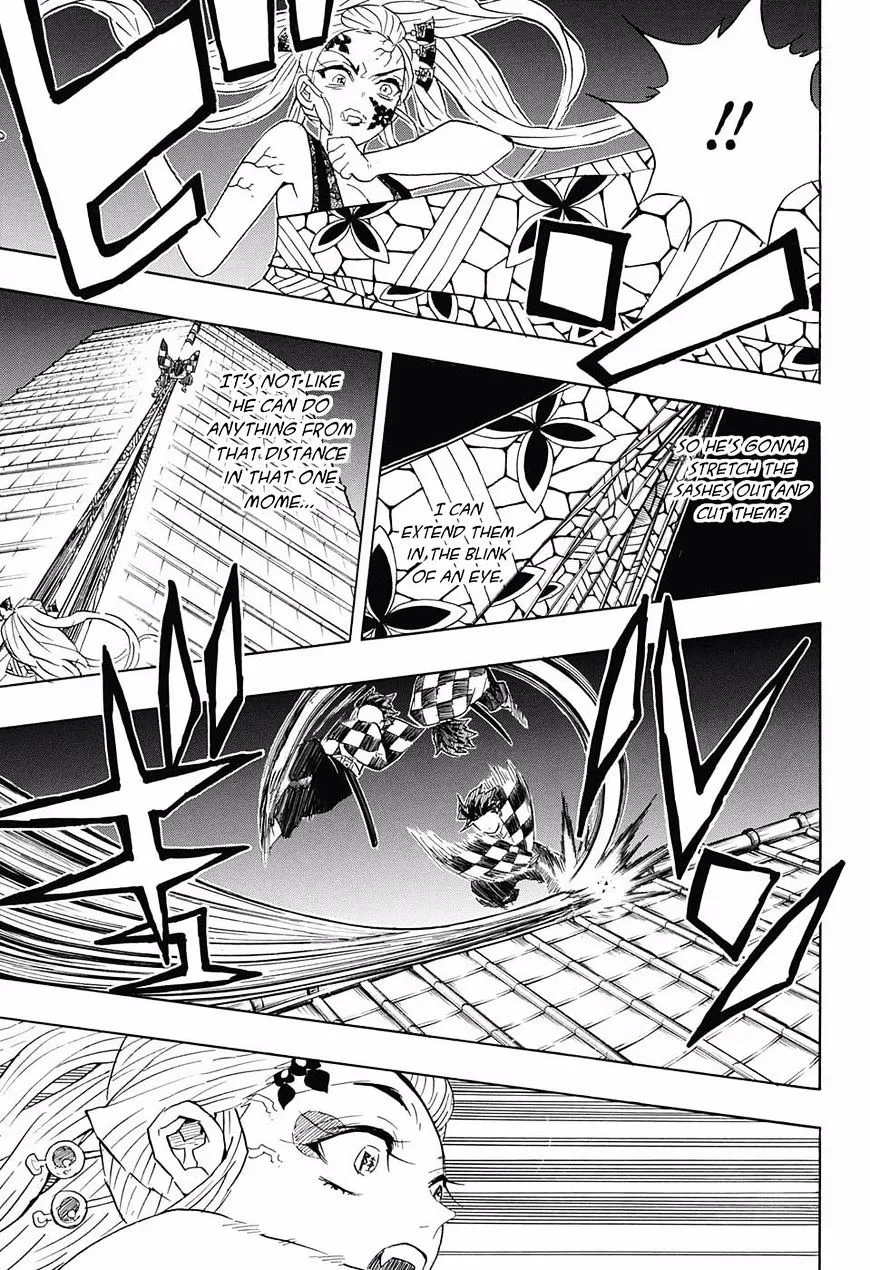 !!
SO HE'S GONNA
STRETCH THE
SASHES OUT AND
CUT THEM?
I CAN
EXTEND THEM
IN THE BLINK
OF AN EYE.
IT'S NOT LIKE
HE CAN DO
ANYTHING FROM
THAT DISTANCE
IN THAT ONE
MOME...